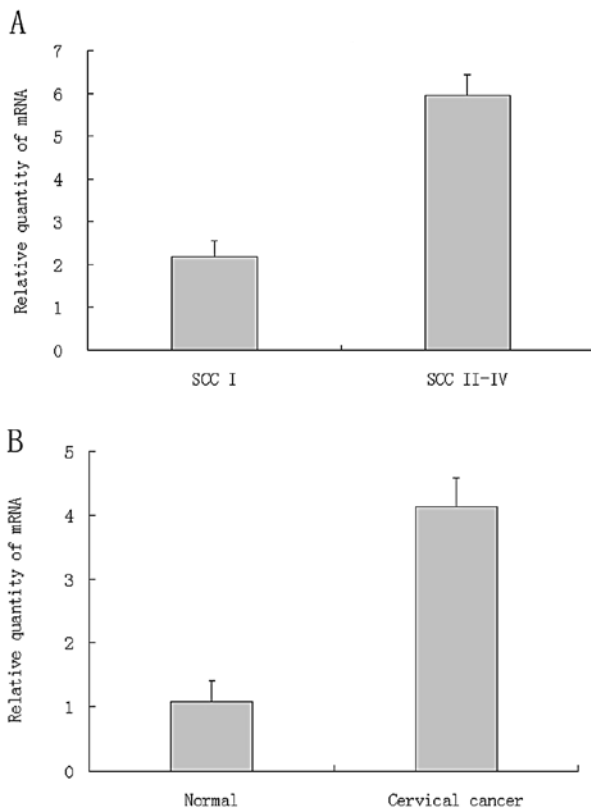 A
Relative quantity of mRNA
7
6
5
4
3
2
1
0
SCC I SCC II-IV
B
Relative quantity of mRNA
5
4
3
2
1
0
Normal Cervical cancer